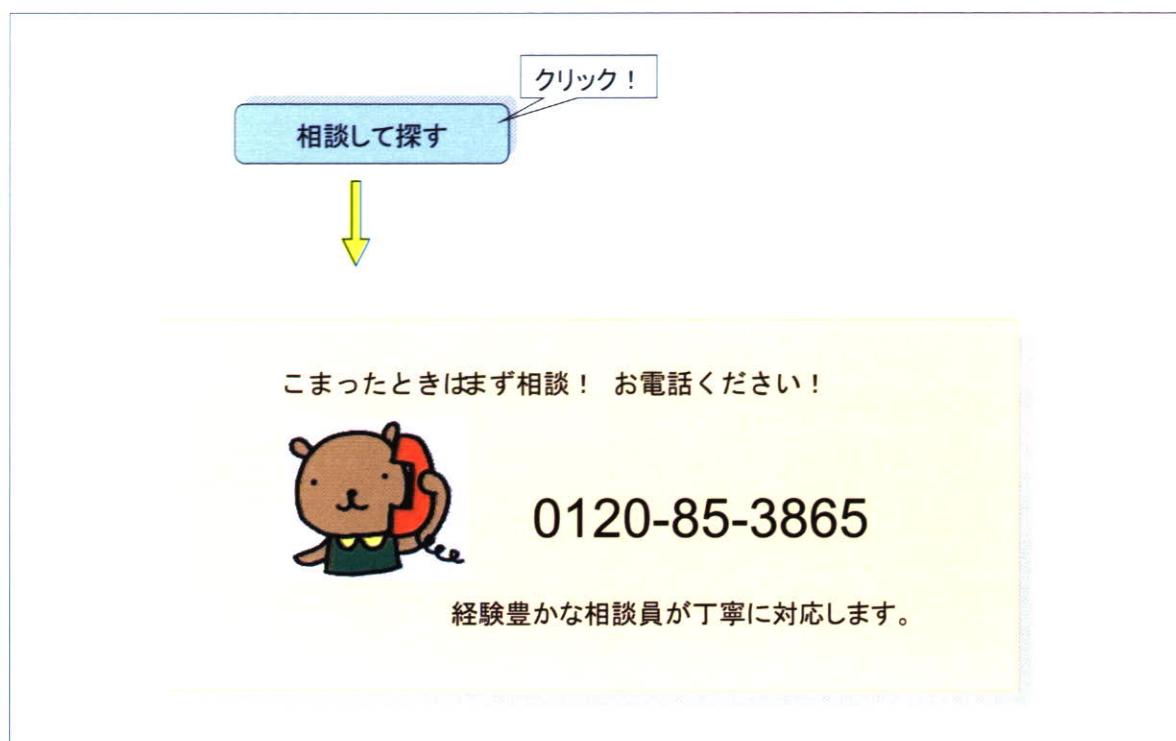 クリック！
相談して探す
こまったときはまず相談！ お電話ください！
0120-85-3865
経験豊かな相談員が丁寧に対応します。